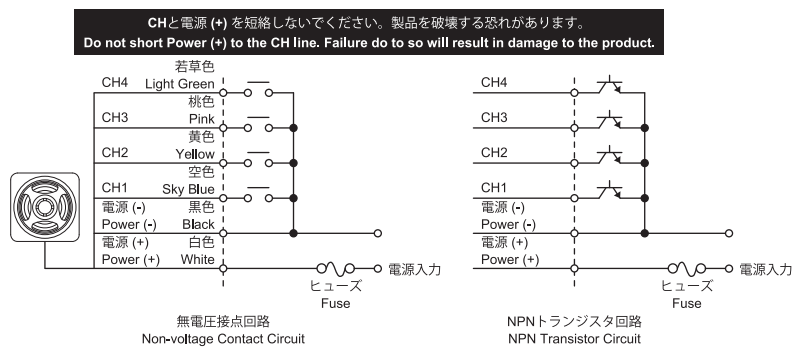 CHと電源 (+) を短絡しないでください。製品を破壊する恐れがあります。
Do not short Power (+) to the CH line. Failure do to so will result in damage to the product.
若草色
CH4 Light Green
桃色
CH3 Pink
黄色
CH2 Yellow
空色
CH1 Sky Blue
電源 (-) 黒色
Power (-) Black
電源 (+) 白色
Power (+) White
電源入力
ヒューズ
Fuse
無電圧接点回路
Non-voltage Contact Circuit
CH4
CH3
CH2
CH1
電源 (-)
Power (-)
電源 (+)
Power (+)
電源入力
ヒューズ
Fuse
NPNトランジスタ回路
NPN Transistor Circuit